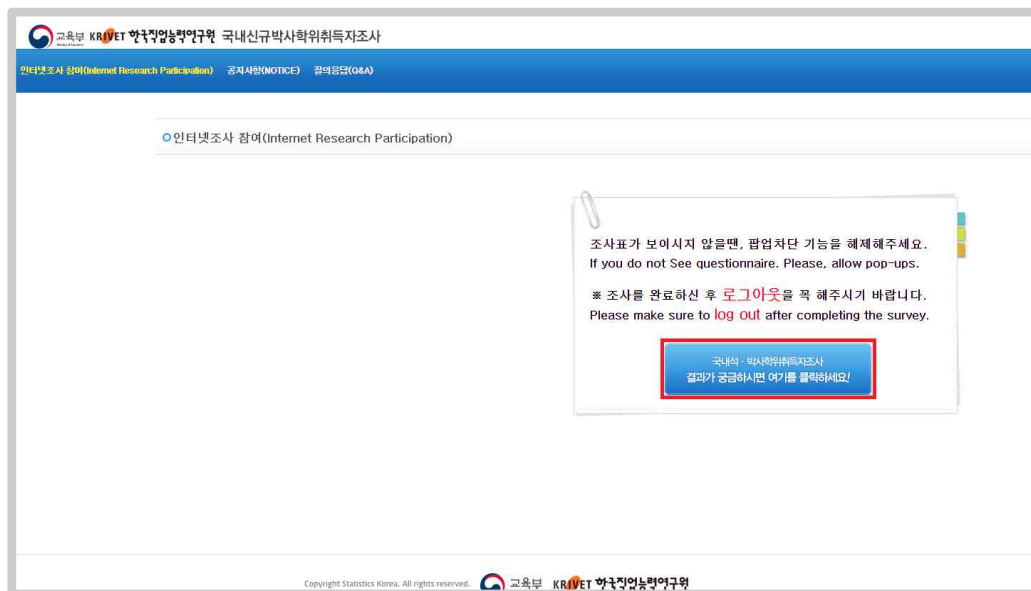 교육부 KRIVET 한국직업능력연구원 국내신규박사학위취득자조사
인터넷조사 참여(Internet Research Participation) 공지사항(NOTICE) 질의응답(Q&A)
인터넷조사 참여(Internet Research Participation)
조사표가 보이시지 않을땐, 팝업차단 기능을 해제해주세요.
If you do not See questionnaire. Please, allow pop-ups.
※ 조사를 완료하신 후 로그아웃을 꼭 해주시기 바랍니다.
Please make sure to log out after completing the survey.
국내석·박사학위취득자조사
결과가 궁금하시면 여기를 클릭하세요!
Copyright Statistics Korea. All rights reserved. 교육부 KRIVET 한국직업능력연구원